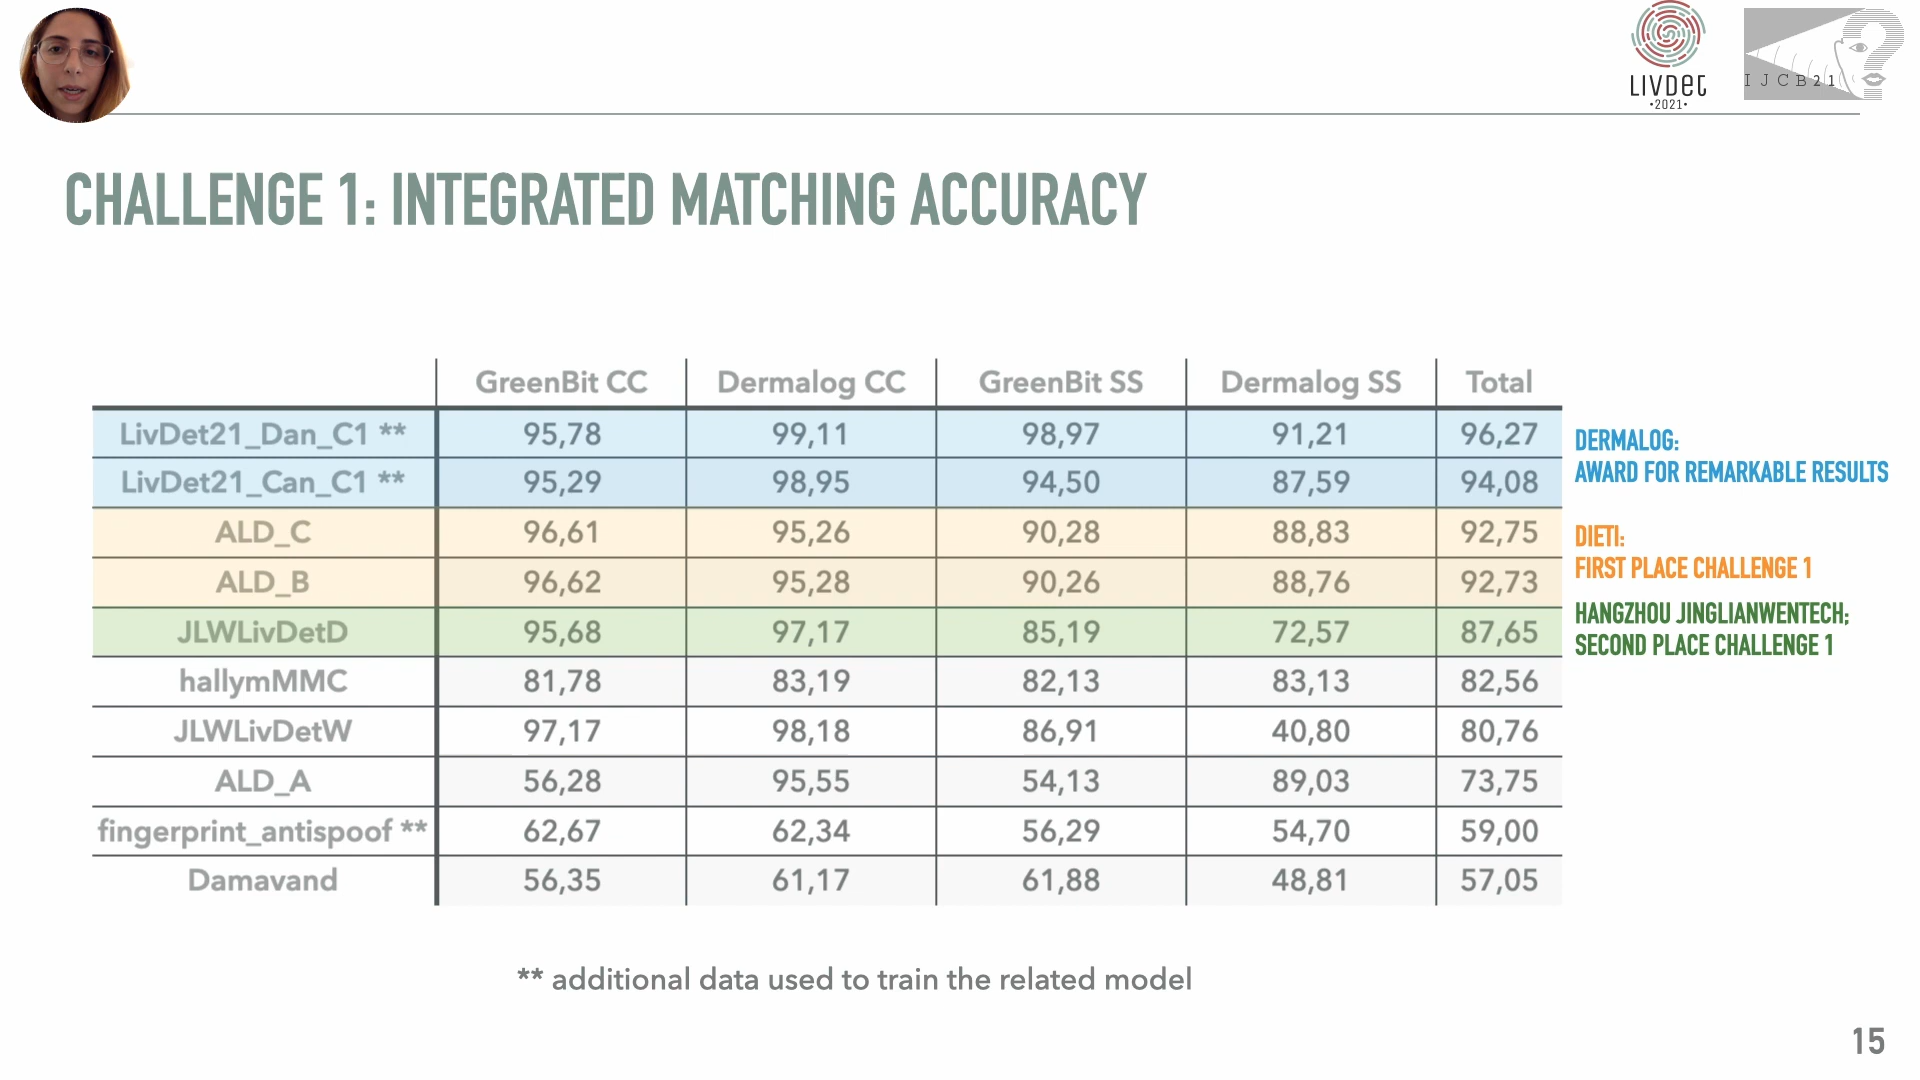 LIVDET
•2021•
IJCB21
CHALLENGE 1: INTEGRATED MATCHING ACCURACY
GreenBit CC Dermalog CC GreenBit SS Dermalog SS Total
LivDet21_Dan_C1 ** 95,78 99,11 98,97 91,21 96,27
LivDet21_Can_C1 ** 95,29 98,95 94,50 87,59 94,08
ALD_C 96,61 95,26 90,28 88,83 92,75
ALD_B 96,62 95,28 90,26 88,76 92,73
JLWLivDetD 95,68 97,17 85,19 72,57 87,65
hallymMMC 81,78 83,19 82,13 83,13 82,56
JLWLivDetW 97,17 98,18 86,91 40,80 80,76
ALD_A 56,28 95,55 54,13 89,03 73,75
fingerprint_antispoof ** 62,67 62,34 56,29 54,70 59,00
Damavand 56,35 61,17 61,88 48,81 57,05
DERMALOG:
AWARD FOR REMARKABLE RESULTS
DIETI:
FIRST PLACE CHALLENGE 1
HANGZHOU JINGLIANWENTECH;
SECOND PLACE CHALLENGE 1
** additional data used to train the related model
15